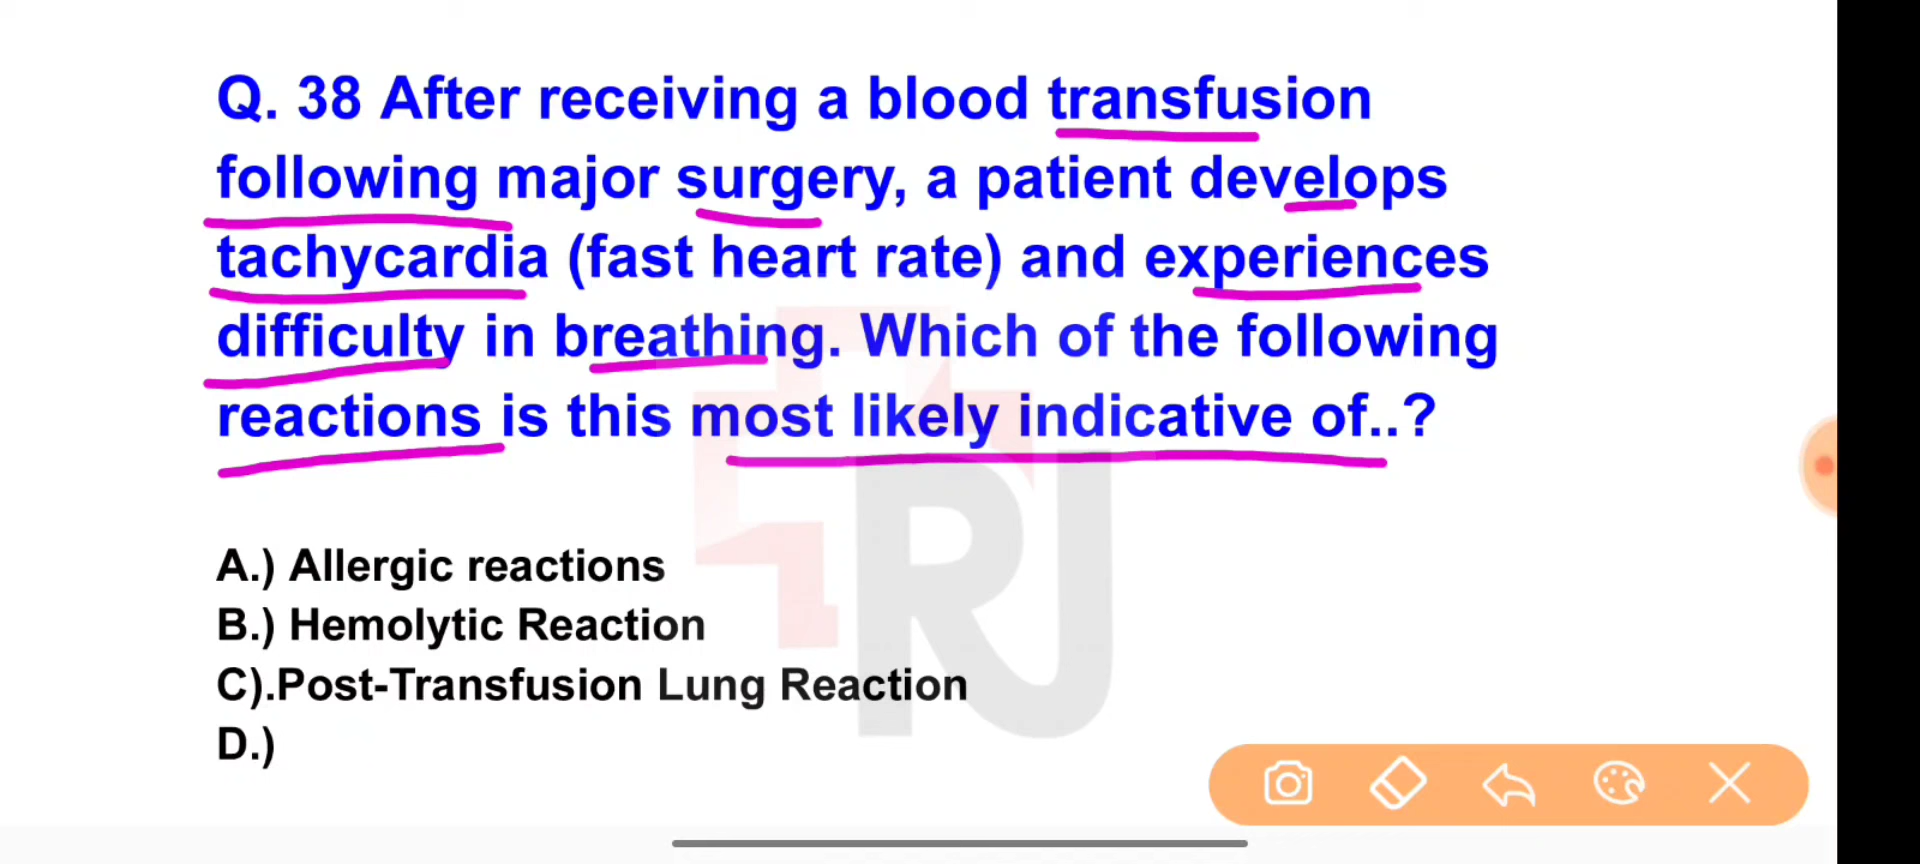 Q. 38 After receiving a blood transfusion
following major surgery, a patient develops
tachycardia (fast heart rate) and experiences
difficulty in breathing. Which of the following
reactions is this most likely indicative of..?
A.) Allergic reactions
B.) Hemolytic Reaction
C).Post-Transfusion Lung Reaction
D.)
RJ